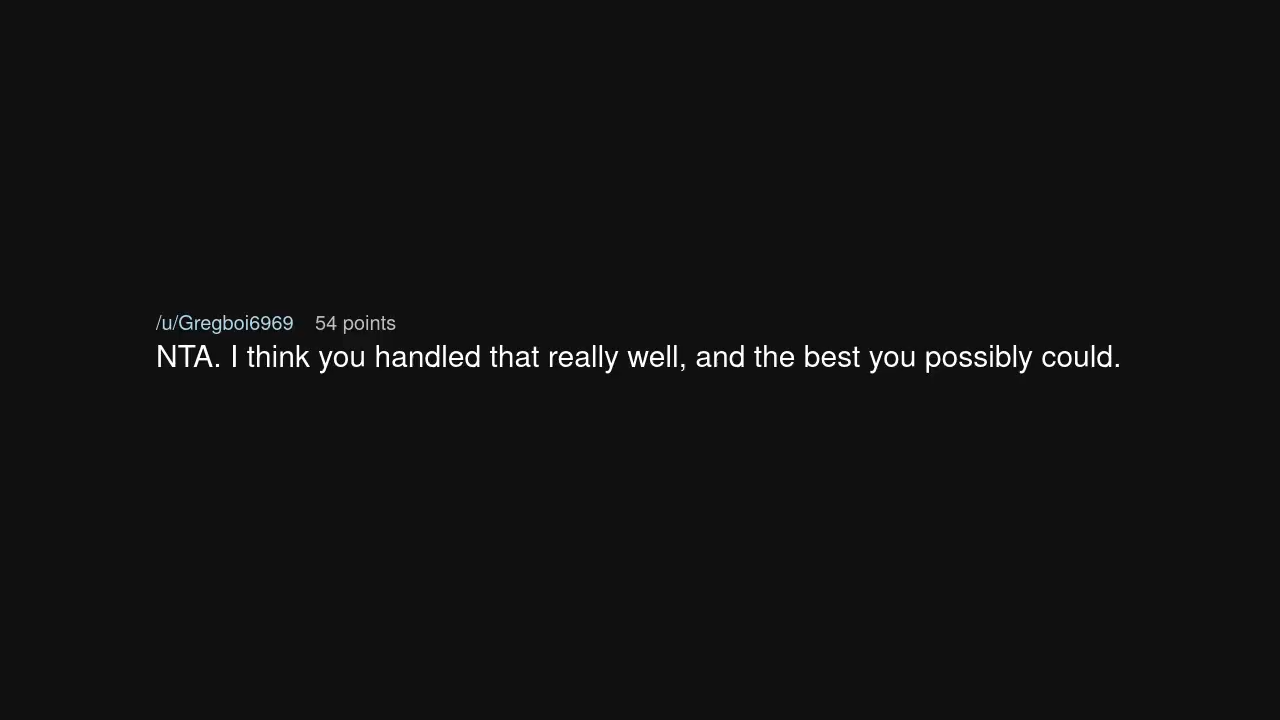 /u/Gregboi6969 54 points
NTA. I think you handled that really well, and the best you possibly could.